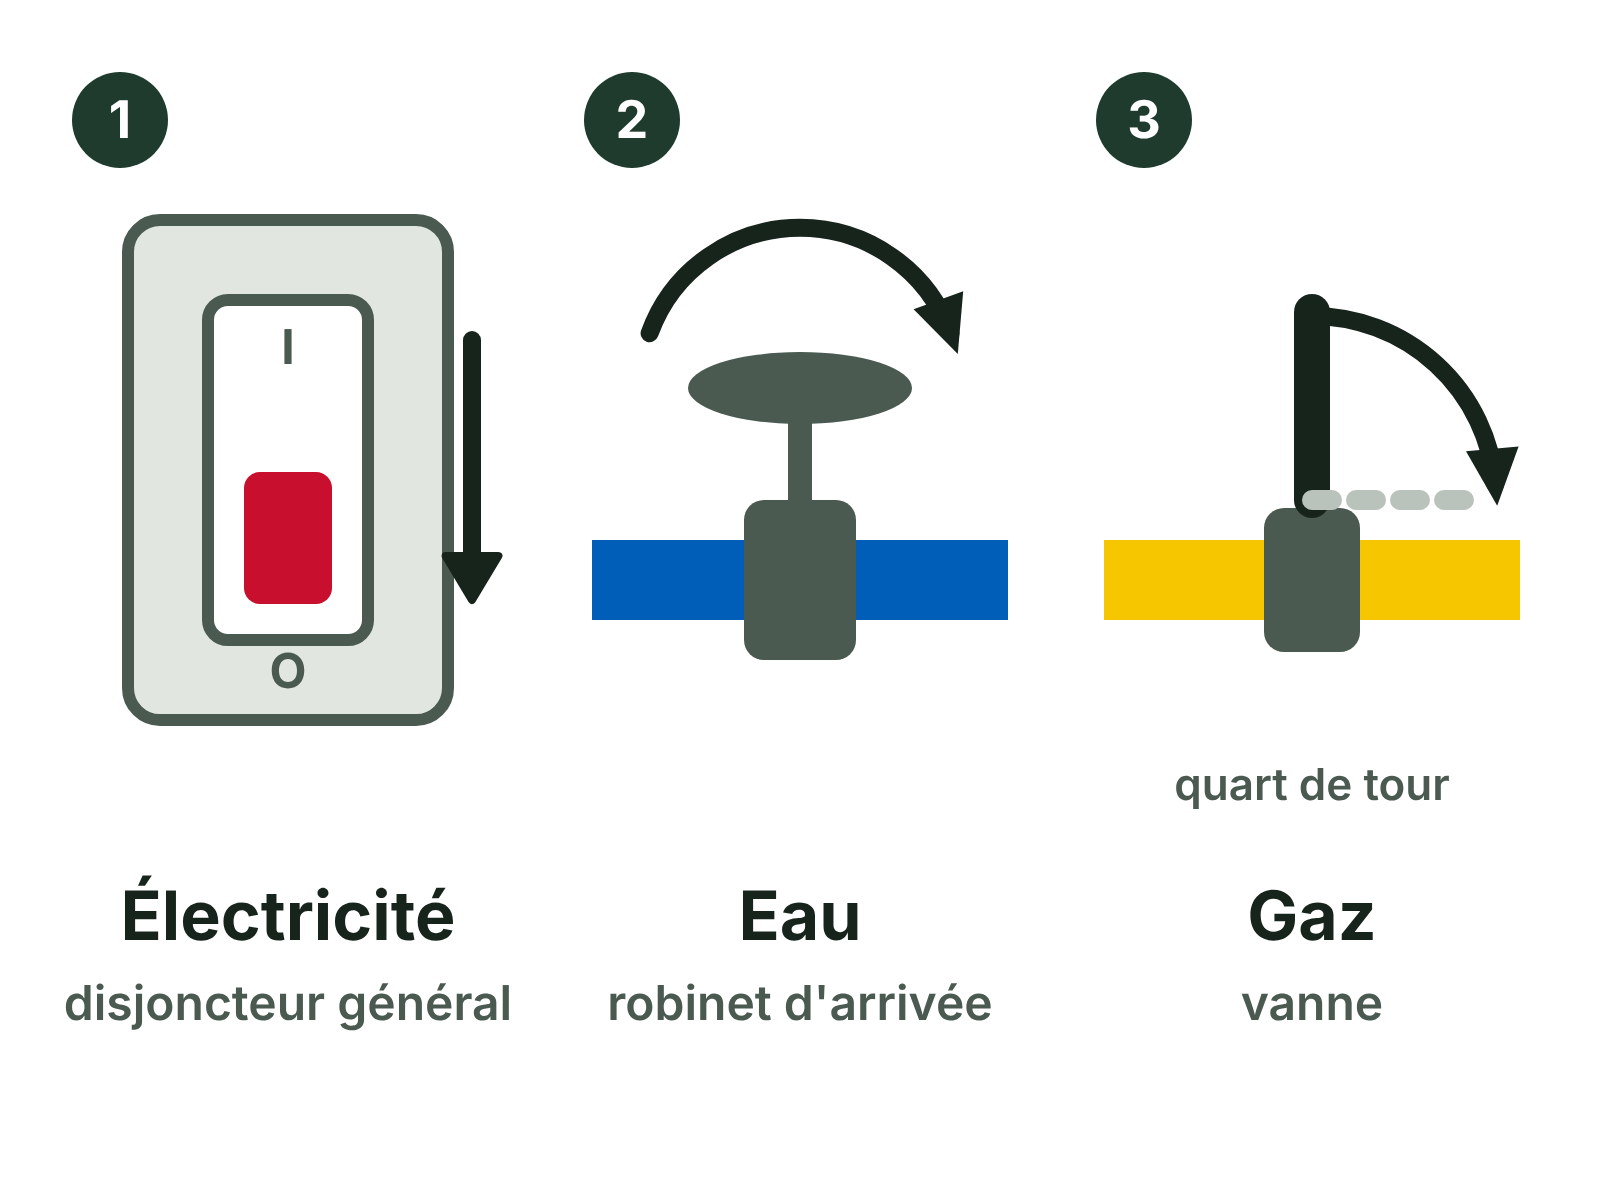 1
2
3
I
O
quart de tour
Électricité
Eau
Gaz
disjoncteur général
robinet d'arrivée
vanne